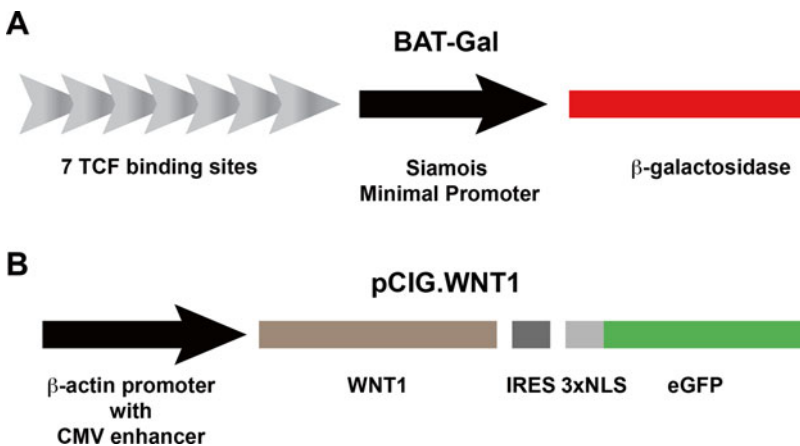 A
BAT-Gal
7 TCF binding sites
Siamois
Minimal Promoter
β-galactosidase
B
pCIG.WNT1
β-actin promoter
with
CMV enhancer
WNT1
IRES 3xNLS
eGFP